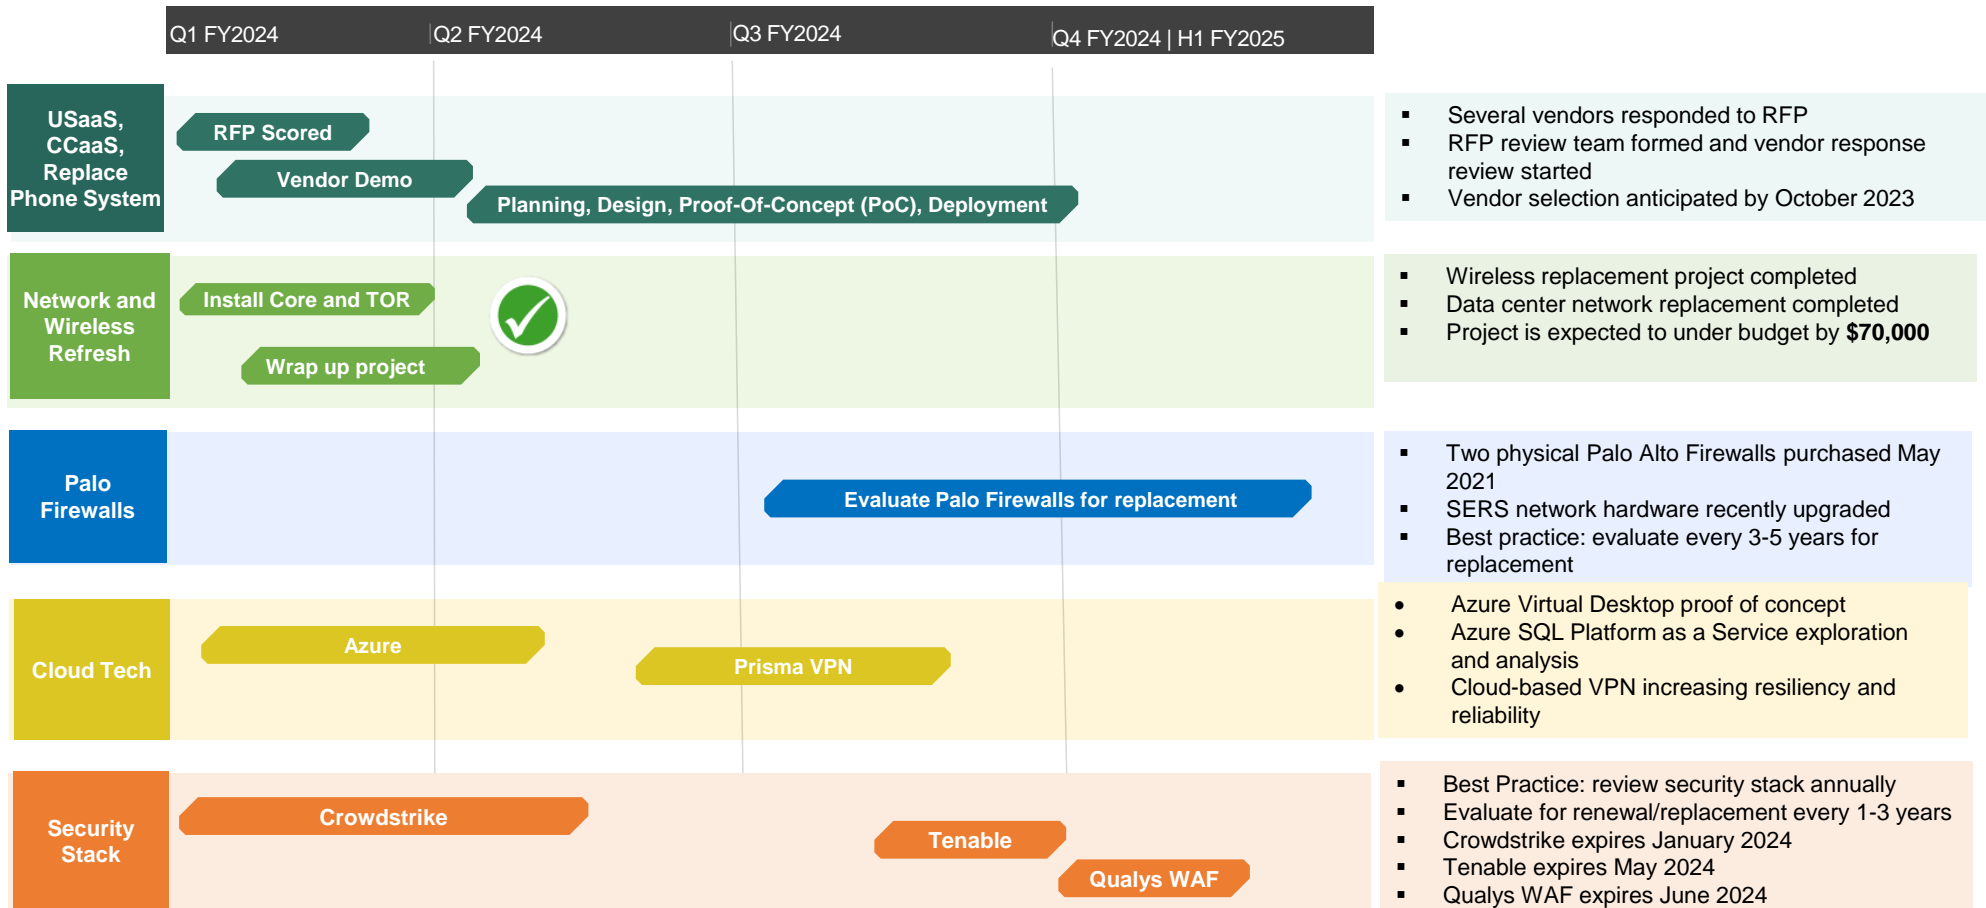 Q1 FY2024
Q2 FY2024
Q3 FY2024
Q4 FY2024 | H1 FY2025
USaaS,
CCaaS,
Replace
Phone System
RFP Scored
Vendor Demo
Planning, Design, Proof-Of-Concept (PoC), Deployment
▪ Several vendors responded to RFP
▪ RFP review team formed and vendor response
review started
▪ Vendor selection anticipated by October 2023
Network and
Wireless
Refresh
Install Core and TOR
Wrap up project
▪ Wireless replacement project completed
▪ Data center network replacement completed
▪ Project is expected to under budget by $70,000
Palo
Firewalls
Evaluate Palo Firewalls for replacement
▪ Two physical Palo Alto Firewalls purchased May
2021
▪ SERS network hardware recently upgraded
▪ Best practice: evaluate every 3-5 years for
replacement
Cloud Tech
Azure
Prisma VPN
• Azure Virtual Desktop proof of concept
• Azure SQL Platform as a Service exploration
and analysis
• Cloud-based VPN increasing resiliency and
reliability
Security
Stack
Crowdstrike
Tenable
Qualys WAF
▪ Best Practice: review security stack annually
▪ Evaluate for renewal/replacement every 1-3 years
▪ Crowdstrike expires January 2024
▪ Tenable expires May 2024
▪ Qualys WAF expires June 2024